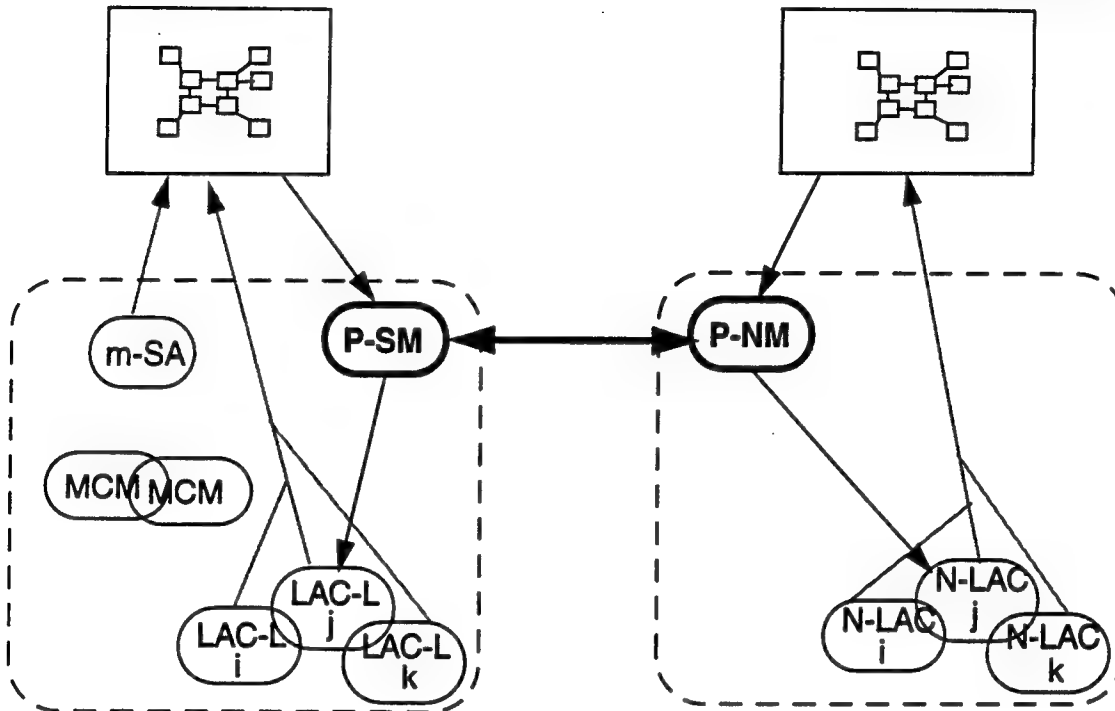 P-SM
P-NM
m-SA
MCM
MCM
LAC-L
j
LAC-L
i
LAC-L
k
N-LAC
j
N-LAC
i
N-LAC
k